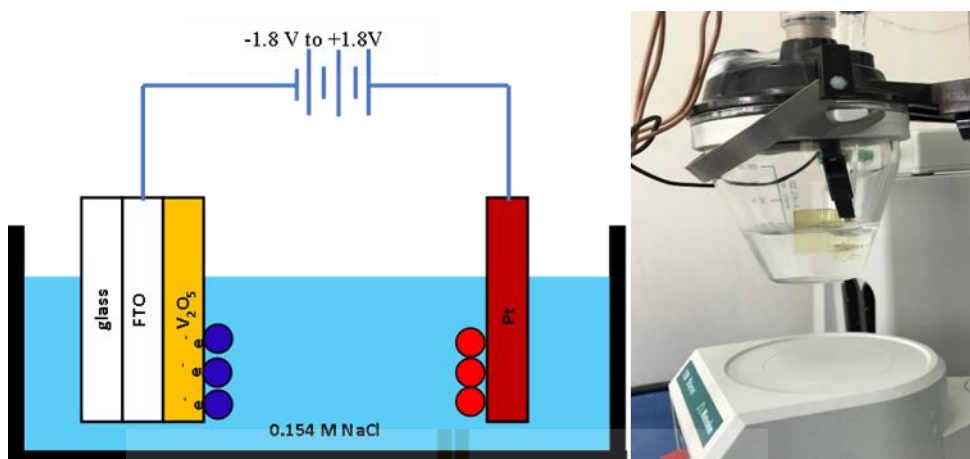 -1.8 V to +1.8V
glass
FTO
V₂O₅
Pt
e⁻
e⁻
e⁻
0.154 M NaCl